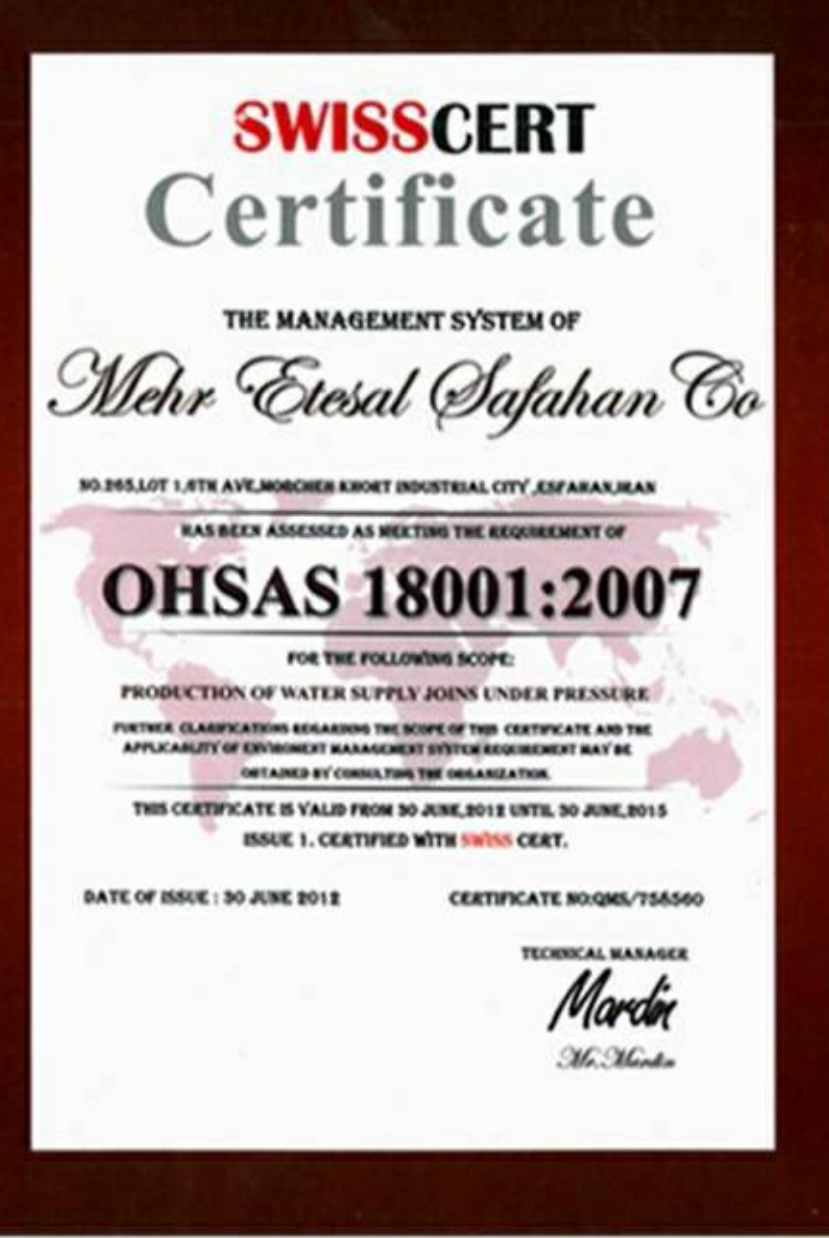 SWISSCERT
Certificate
THE MANAGEMENT SYSTEM OF
Mehr Etesal Safahan Co
NO.265,LOT 1,6TH AVE,MORCHEH KHORT INDUSTRIAL CITY ,ESFAHAN,IRAN
HAS BEEN ASSESSED AS MEETING THE REQUIREMENT OF
OHSAS 18001:2007
FOR THE FOLLOWING SCOPE:
PRODUCTION OF WATER SUPPLY JOINS UNDER PRESSURE
FURTHER CLARIFICATIONS REGARDING THE SCOPE OF THIS CERTIFICATE AND THE
APPLICABLITY OF ENVIROMENT MANAGEMENT SYSTEM REQUIREMENT MAY BE
OBTAINED BY CONSULTING THE ORGANIZATION.
THIS CERTIFICATE IS VALID FROM 30 JUNE,2012 UNTIL 30 JUNE,2015
ISSUE 1. CERTIFIED WITH SWISS CERT.
DATE OF ISSUE : 30 JUNE 2012
CERTIFICATE NO:QMS/756560
TECHNICAL MANAGER
Mardin
Mr.Mardin